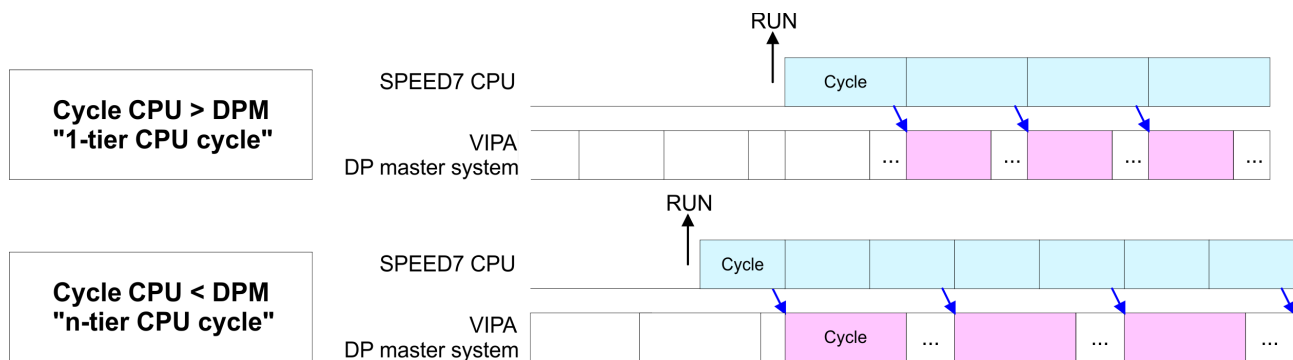 RUN
SPEED7 CPU
Cycle
Cycle CPU > DPM
"1-tier CPU cycle"
VIPA
DP master system
... ... ... ...
RUN
SPEED7 CPU
Cycle
Cycle CPU < DPM
"n-tier CPU cycle"
VIPA
DP master system
Cycle
... ... ...